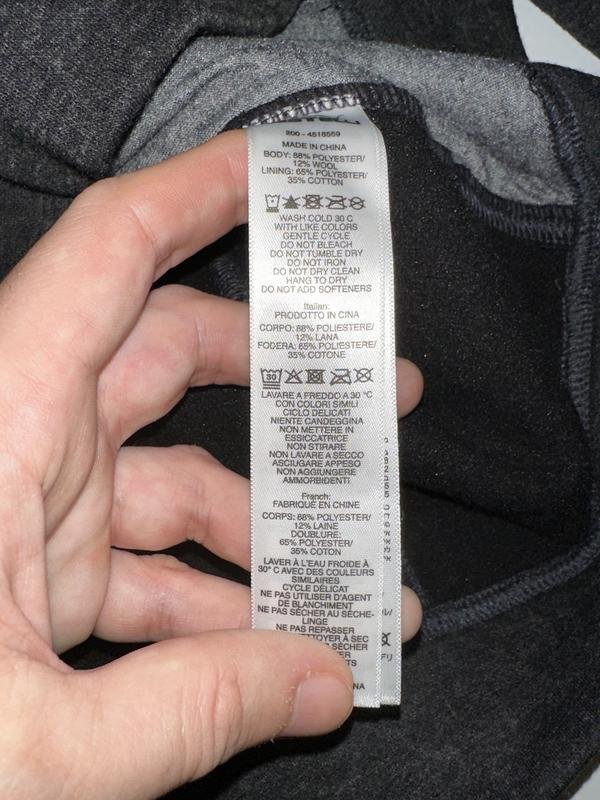 200 - 4518559
MADE IN CHINA
BODY: 88% POLYESTER/
12% WOOL
LINING: 65% POLYESTER/
35% COTTON
WASH COLD 30 C
WITH LIKE COLORS
GENTLE CYCLE
DO NOT BLEACH
DO NOT TUMBLE DRY
DO NOT IRON
DO NOT DRY CLEAN
HANG TO DRY
DO NOT ADD SOFTENERS
Italian:
PRODOTTO IN CINA
CORPO: 88% POLIESTERE/
12% LANA
FODERA: 65% POLIESTERE/
35% COTONE
30
LAVARE A FREDDO A 30 °C
CON COLORI SIMILI
CICLO DELICATI
NIENTE CANDEGGINA
NON METTERE IN
ESSICCATRICE
NON STIRARE
NON LAVARE A SECCO
ASCIUGARE APPESO
NON AGGIUNGERE
AMMORBIDENTI
French:
FABRIQUÉ EN CHINE
CORPS: 88% POLYESTER/
12% LAINE
DOUBLURE:
65% POLYESTER/
35% COTON
LAVER À L'EAU FROIDE À
30° C AVEC DES COULEURS
SIMILAIRES
CYCLE DÉLICAT
NE PAS UTILISER D'AGENT
DE BLANCHIMENT
NE PAS SÉCHER AU SÈCHE-
LINGE
NE PAS REPASSER
À SEC
SÉCHER